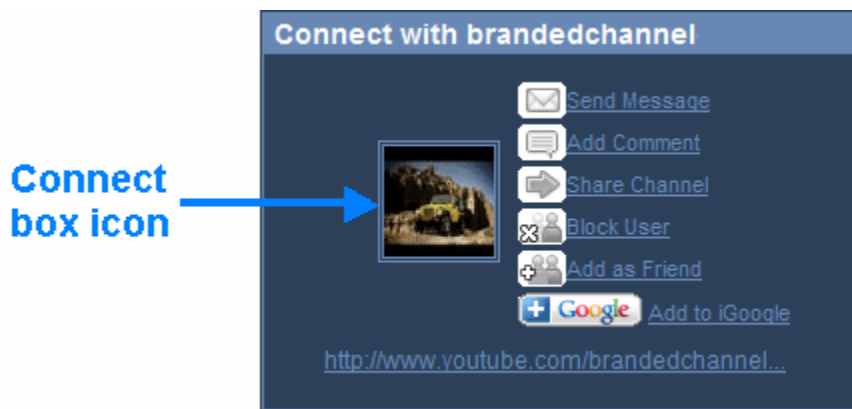 Connect with brandedchannel
Send Message
Add Comment
Connect
box icon
Share Channel
Block User
Add as Friend
Google Add to iGoogle
http://www.youtube.com/brandedchannel...